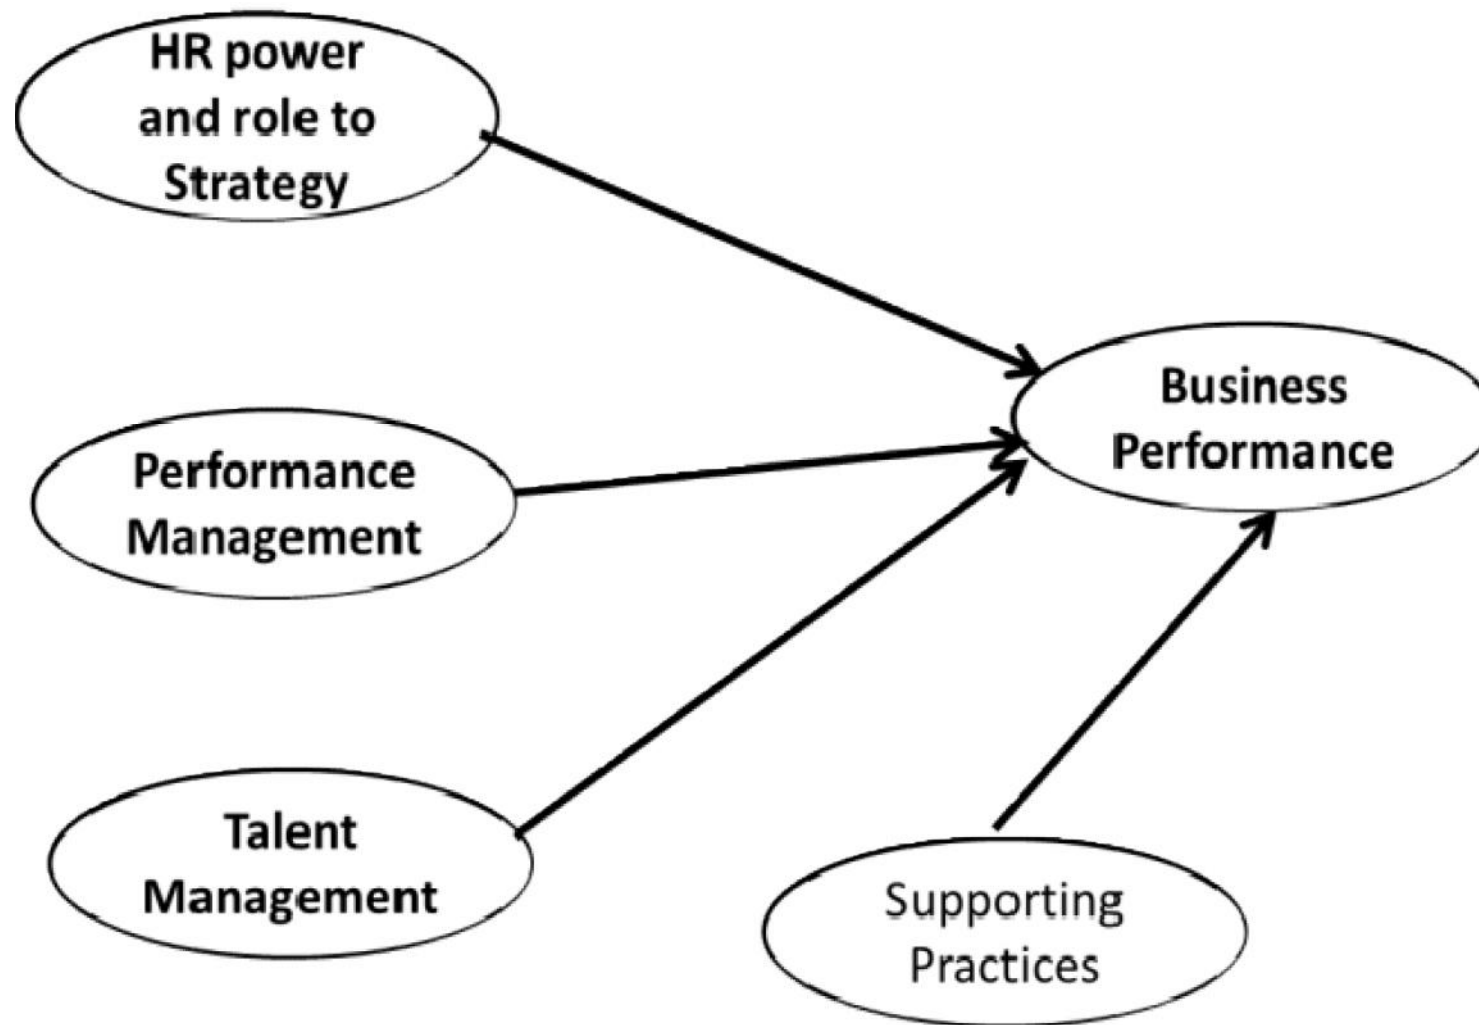 HR power
and role to
Strategy
Business
Performance
Performance
Management
Talent
Management
Supporting
Practices